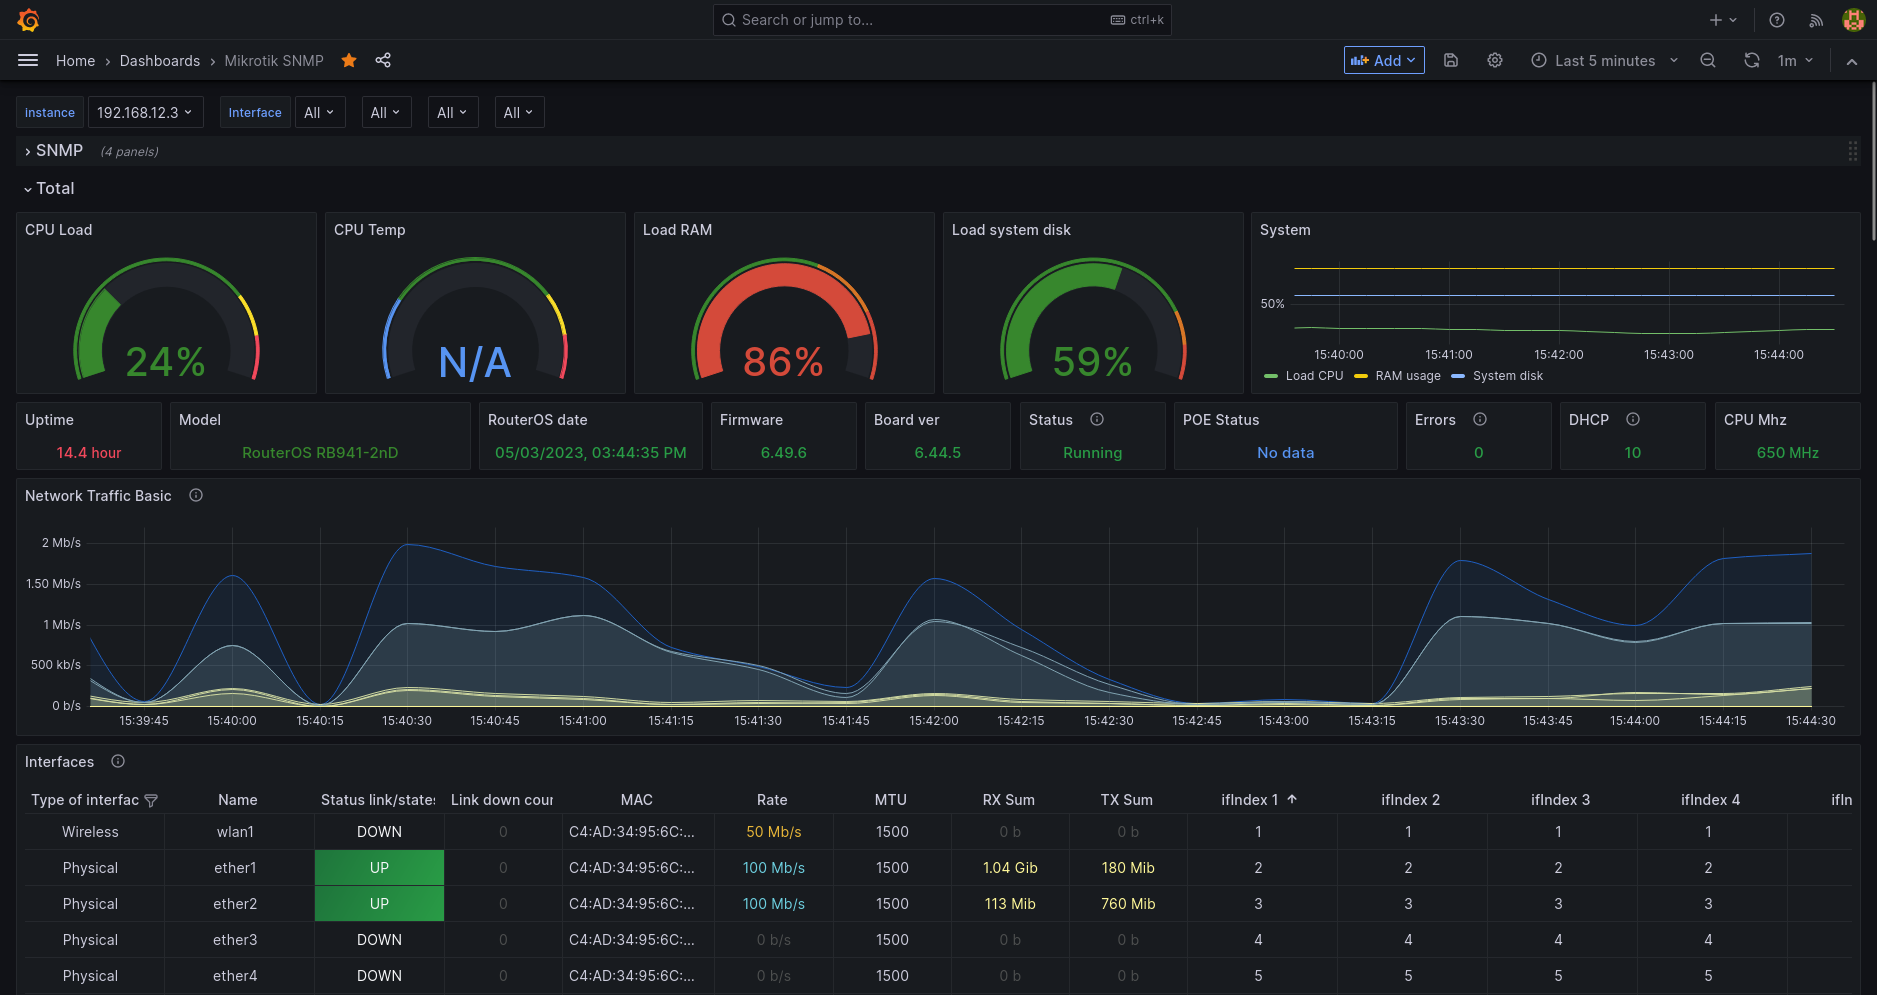 Search or jump to... ctrl+k
Home › Dashboards › Mikrotik SNMP Add Last 5 minutes 1m
instance 192.168.12.3 Interface All All All All
SNMP (4 panels)
Total
CPU Load CPU Temp Load RAM Load system disk System
50%
24% N/A 86% 59%
15:40:00 15:41:00 15:42:00 15:43:00 15:44:00
Load CPU RAM usage System disk
Uptime Model RouterOS date Firmware Board ver Status POE Status Errors DHCP CPU Mhz
14.4 hour RouterOS RB941-2nD 05/03/2023, 03:44:35 PM 6.49.6 6.44.5 Running No data 0 10 650 MHz
Network Traffic Basic
2 Mb/s
1.50 Mb/s
1 Mb/s
500 kb/s
0 b/s
15:39:45 15:40:00 15:40:15 15:40:30 15:40:45 15:41:00 15:41:15 15:41:30 15:41:45 15:42:00 15:42:15 15:42:30 15:42:45 15:43:00 15:43:15 15:43:30 15:43:45 15:44:00 15:44:15 15:44:30
Interfaces
Type of interfac Name Status link/states Link down cour MAC Rate MTU RX Sum TX Sum ifIndex 1 ifIndex 2 ifIndex 3 ifIndex 4 ifIn
Wireless wlan1 DOWN 0 C4:AD:34:95:6C:... 50 Mb/s 1500 0 b 0 b 1 1 1 1
Physical ether1 UP 0 C4:AD:34:95:6C:... 100 Mb/s 1500 1.04 Gib 180 Mib 2 2 2 2
Physical ether2 UP 0 C4:AD:34:95:6C:... 100 Mb/s 1500 113 Mib 760 Mib 3 3 3 3
Physical ether3 DOWN 0 C4:AD:34:95:6C:... 0 b/s 1500 0 b 0 b 4 4 4 4
Physical ether4 DOWN 0 C4:AD:34:95:6C:... 0 b/s 1500 0 b 0 b 5 5 5 5